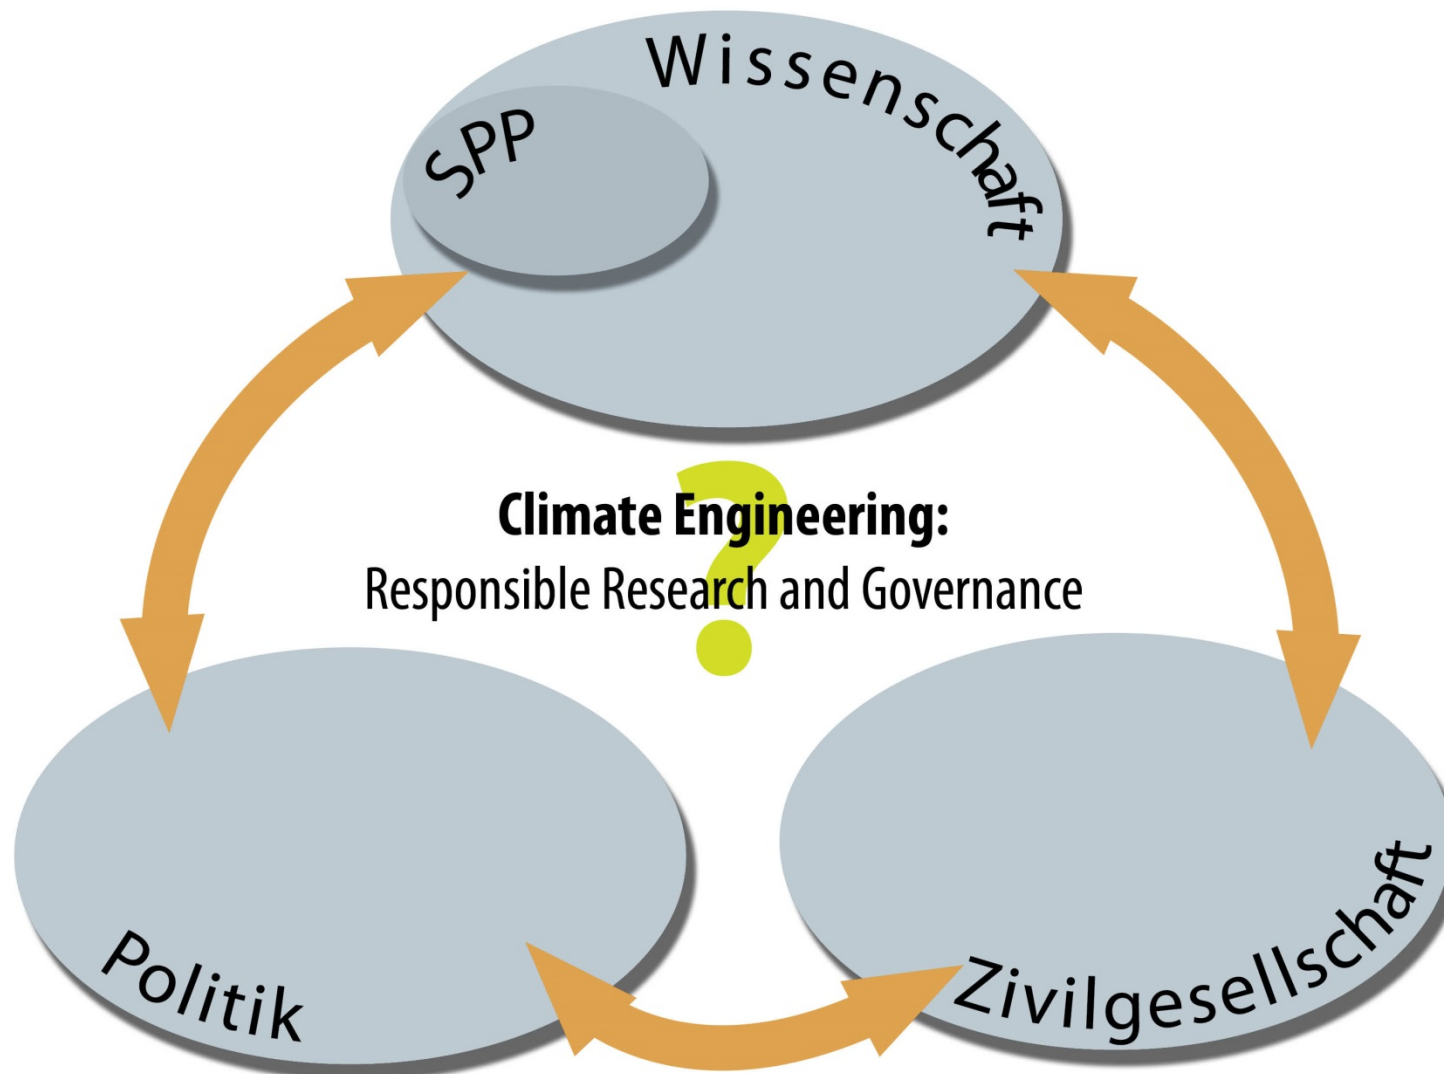 Wissenschaft
SPP
?
Climate Engineering:
Responsible Research and Governance
Politik
Zivilgesellschaft